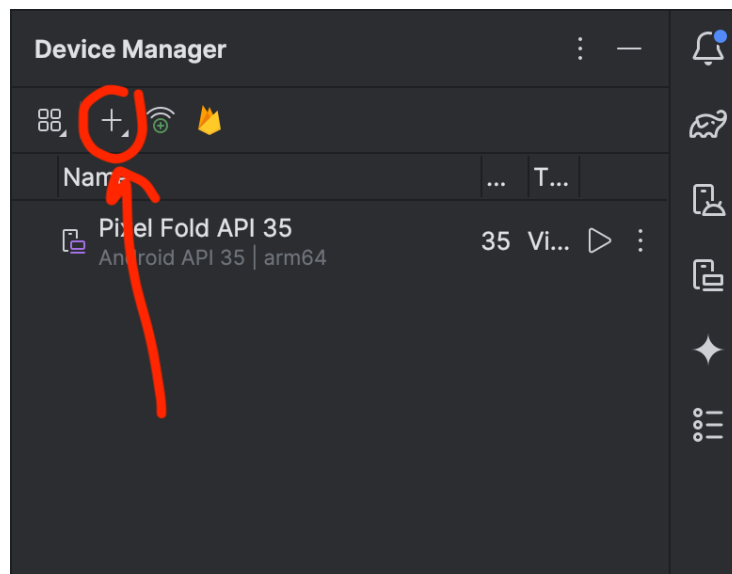 Device Manager
Name ... T...
Pixel Fold API 35 35 Vi...
Android API 35 | arm64